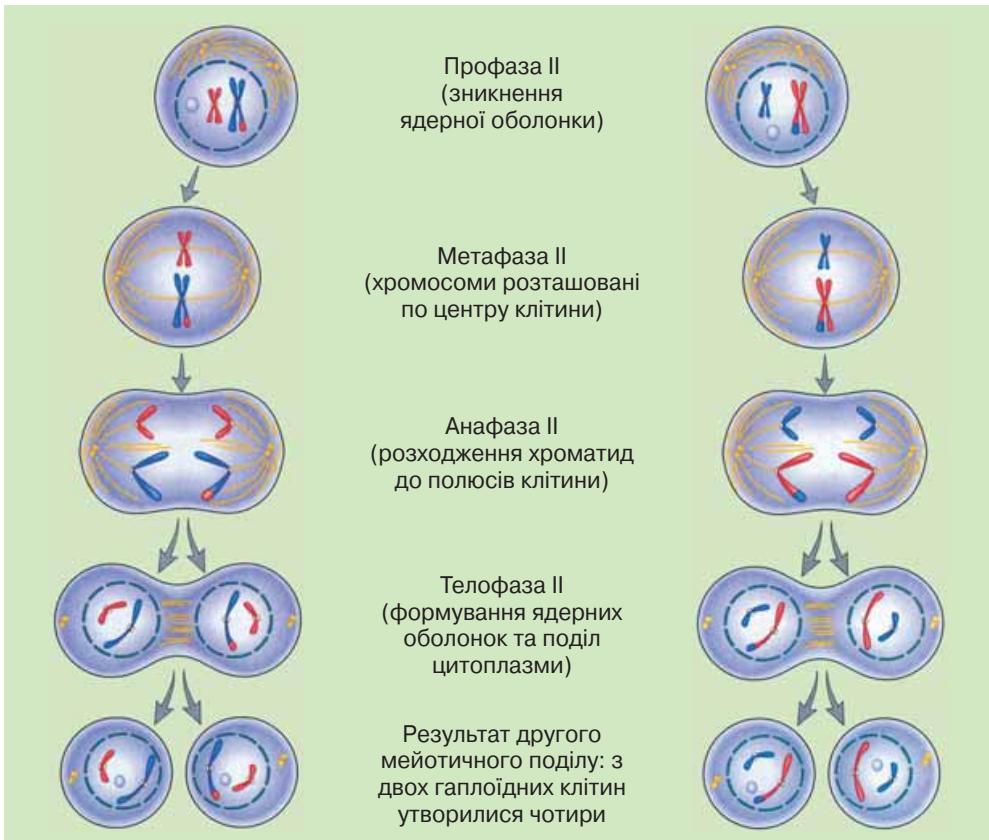 Профаза II
(зникнення
ядерної оболонки)
Метафаза II
(хромосоми розташовані
по центру клітини)
Анафаза II
(розходження хроматид
до полюсів клітини)
Телофаза II
(формування ядерних
оболонок та поділ
цитоплазми)
Результат другого
мейотичного поділу: з
двох гаплоїдних клітин
утворилися чотири